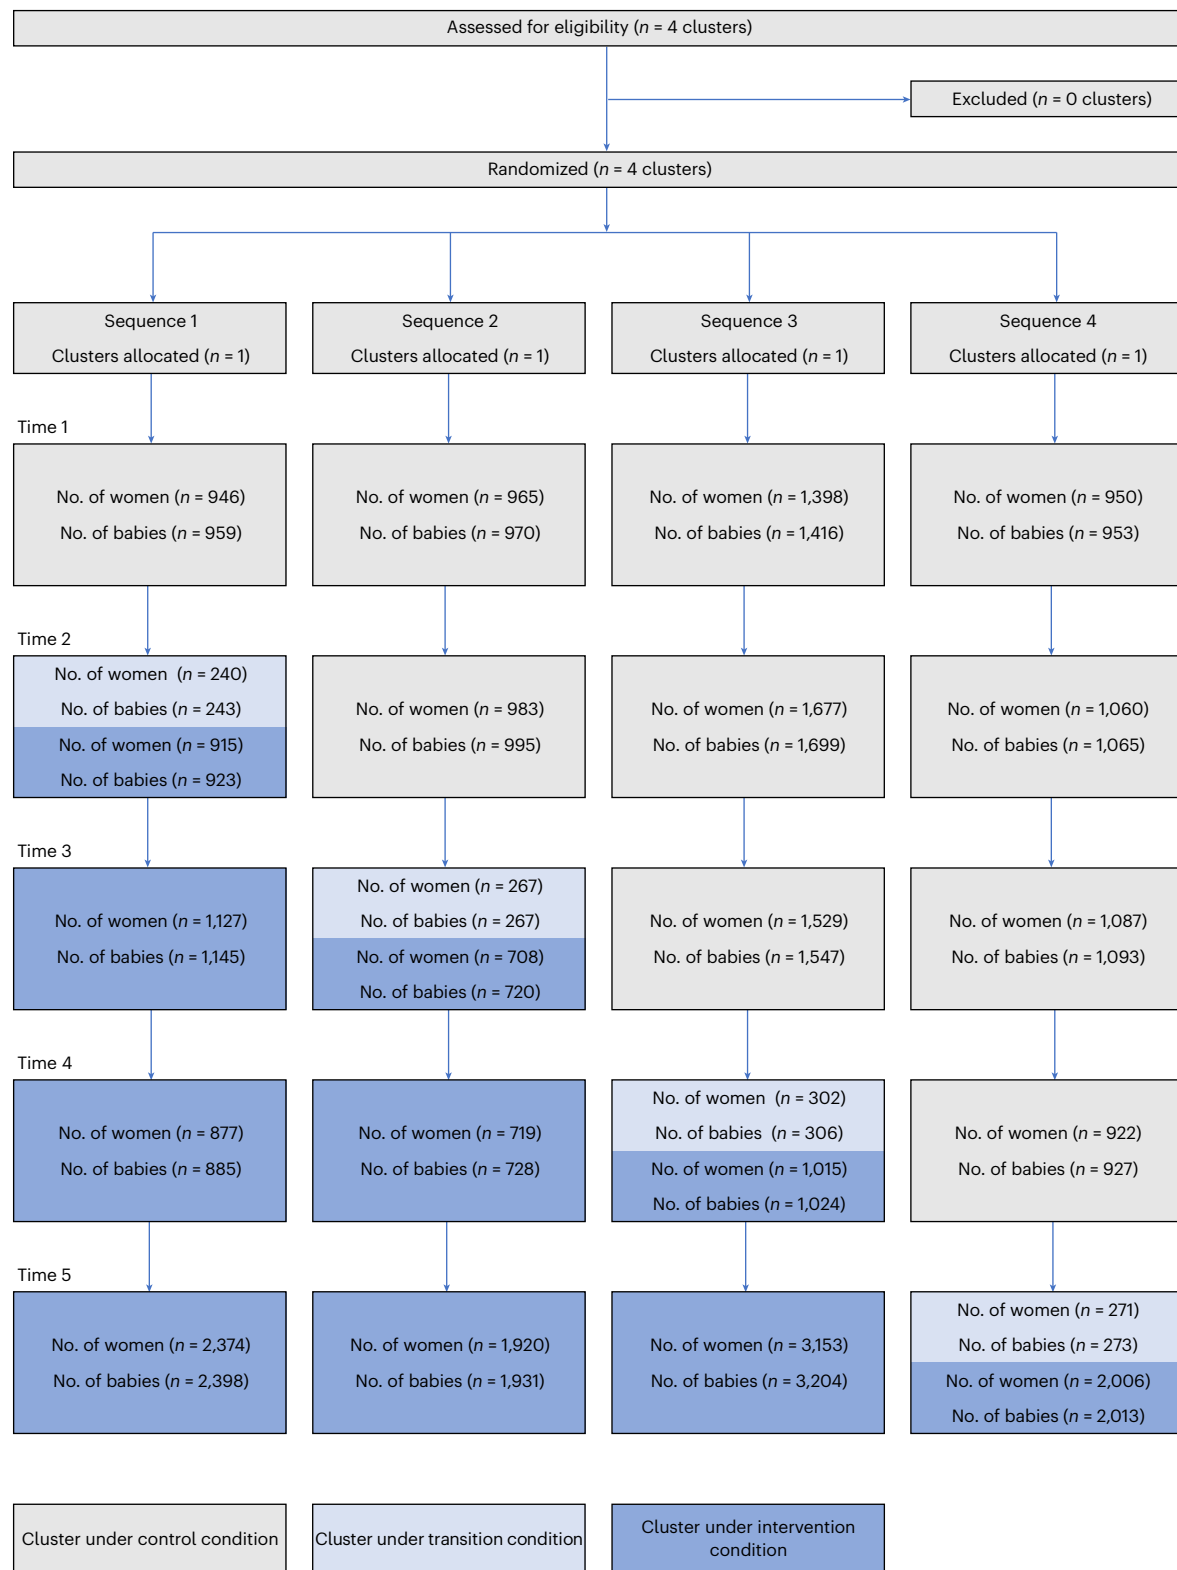 Assessed for eligibility (n = 4 clusters)
Excluded (n = 0 clusters)
Randomized (n = 4 clusters)
Sequence 1
Clusters allocated (n = 1)
Sequence 2
Clusters allocated (n = 1)
Sequence 3
Clusters allocated (n = 1)
Sequence 4
Clusters allocated (n = 1)
Time 1
No. of women (n = 946)
No. of babies (n = 959)
No. of women (n = 965)
No. of babies (n = 970)
No. of women (n = 1,398)
No. of babies (n = 1,416)
No. of women (n = 950)
No. of babies (n = 953)
Time 2
No. of women (n = 240)
No. of babies (n = 243)
No. of women (n = 915)
No. of babies (n = 923)
No. of women (n = 983)
No. of babies (n = 995)
No. of women (n = 1,677)
No. of babies (n = 1,699)
No. of women (n = 1,060)
No. of babies (n = 1,065)
Time 3
No. of women (n = 1,127)
No. of babies (n = 1,145)
No. of women (n = 267)
No. of babies (n = 267)
No. of women (n = 708)
No. of babies (n = 720)
No. of women (n = 1,529)
No. of babies (n = 1,547)
No. of women (n = 1,087)
No. of babies (n = 1,093)
Time 4
No. of women (n = 877)
No. of babies (n = 885)
No. of women (n = 719)
No. of babies (n = 728)
No. of women (n = 302)
No. of babies (n = 306)
No. of women (n = 1,015)
No. of babies (n = 1,024)
No. of women (n = 922)
No. of babies (n = 927)
Time 5
No. of women (n = 2,374)
No. of babies (n = 2,398)
No. of women (n = 1,920)
No. of babies (n = 1,931)
No. of women (n = 3,153)
No. of babies (n = 3,204)
No. of women (n = 271)
No. of babies (n = 273)
No. of women (n = 2,006)
No. of babies (n = 2,013)
Cluster under control condition
Cluster under transition condition
Cluster under intervention
condition